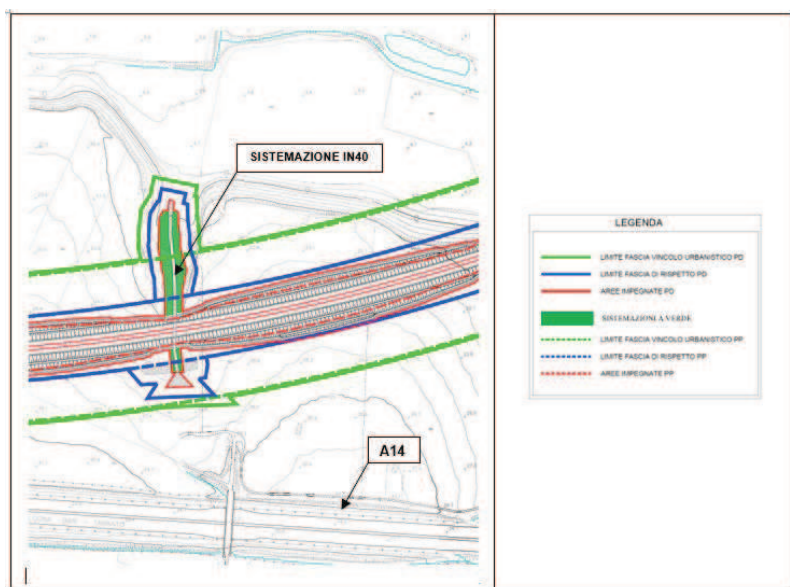 SISTEMAZIONE IN40
A14
LEGENDA
LIMITE FASCIA VINCOLO URBANISTICO PD
LIMITE FASCIA DI RISPETTO PD
AREE IMPEGNATE PD
SISTEMAZIONI A VERDE
LIMITE FASCIA VINCOLO URBANISTICO PP
LIMITE FASCIA DI RISPETTO PP
AREE IMPEGNATE PP